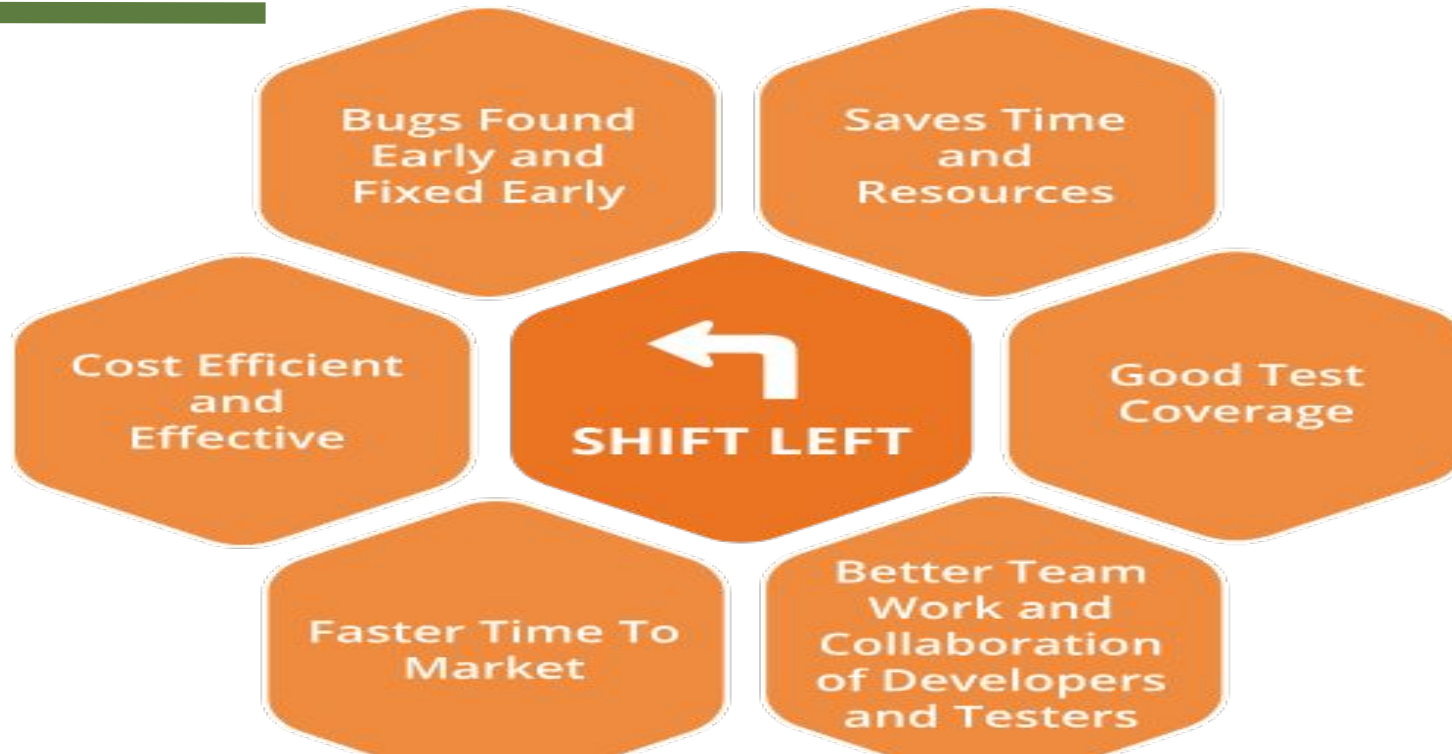 Bugs Found
Early and
Fixed Early
Saves Time
and
Resources
Cost Efficient
and
Effective
SHIFT LEFT
Good Test
Coverage
Faster Time To
Market
Better Team
Work and
Collaboration
of Developers
and Testers